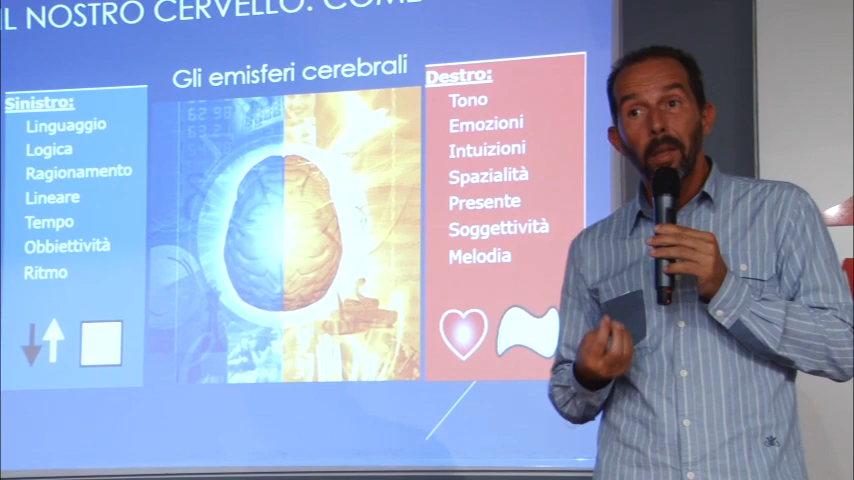 IL NOSTRO CERVELLO: COME
Gli emisferi cerebrali
Sinistro:
Linguaggio
Logica
Ragionamento
Lineare
Tempo
Obbiettività
Ritmo
Destro:
Tono
Emozioni
Intuizioni
Spazialità
Presente
Soggettività
Melodia